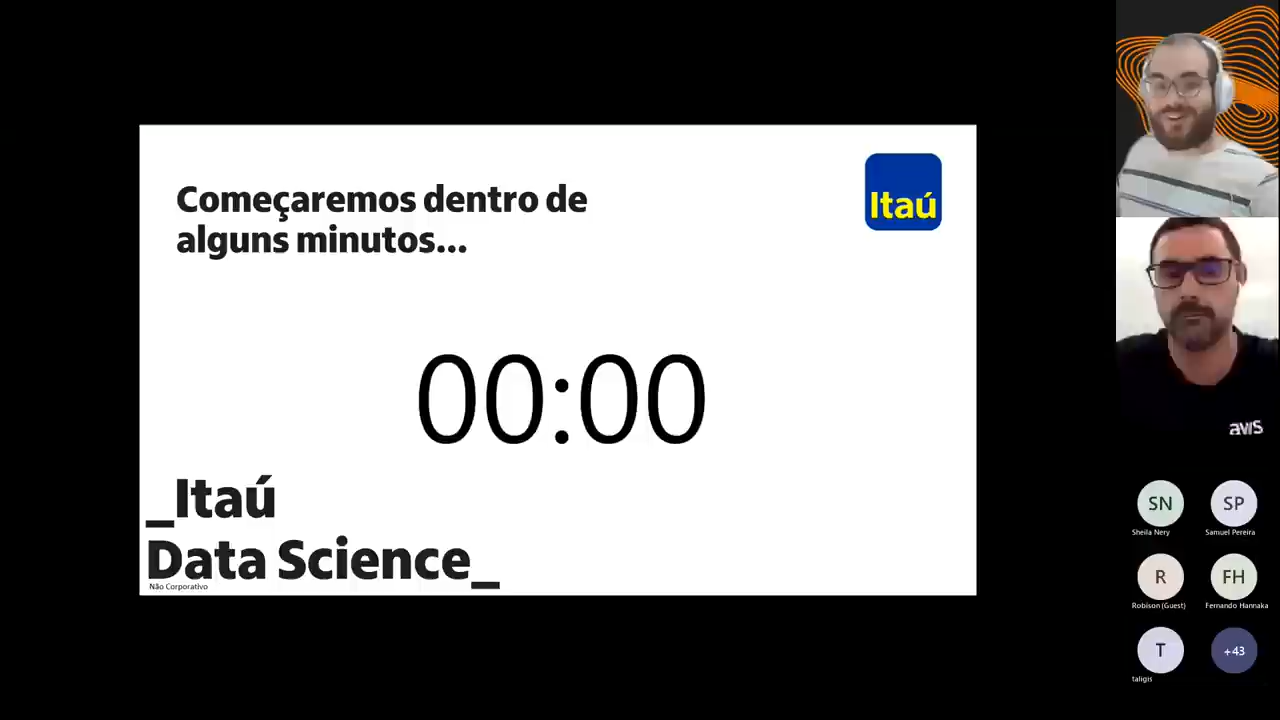 Começaremos dentro de
alguns minutos...
Itaú
00:00
_Itaú
Data Science_
Não Corporativo
aws
SN
SP
Sheila Nery
Samuel Pereira
R
FH
Robison (Guest)
Fernando Hannaka
T
+43
taligis